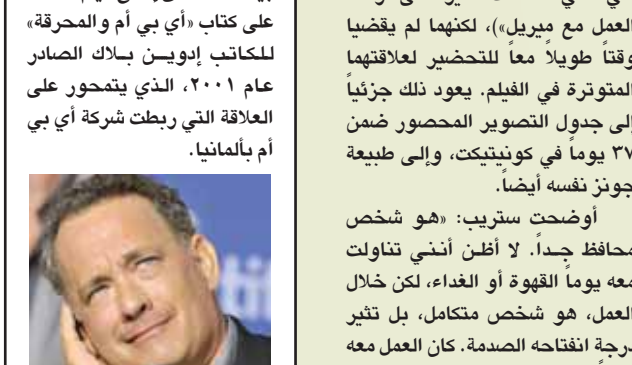 العمل مع ميريل»)، لكنهما لم يقضيا
وقتاً طويلاً معاً للتحضير لعلاقتهما
المتوترة في الفيلم. يعود ذلك جزئياً
إلى جدول التصوير المحصور ضمن
٣٧ يوماً في كونيتيكت، وإلى طبيعة
جونز نفسه أيضاً.
أوضحت ستريب: «هو شخص
محافظ جداً. لا أظن أنني تناولت
معه يوماً القهوة أو الغداء، لكن خلال
العمل، هو شخص متكامل، بل تثير
درجة انفتاحه الصدمة. كان العمل معه
على كتاب «أي بي أم والمحرقة»
للكاتب إدويـن بـلاك الصادر
عام ٢٠٠١، الذي يتمحور على
العلاقة التي ربطت شركة أي بي
أم بألمانيا.